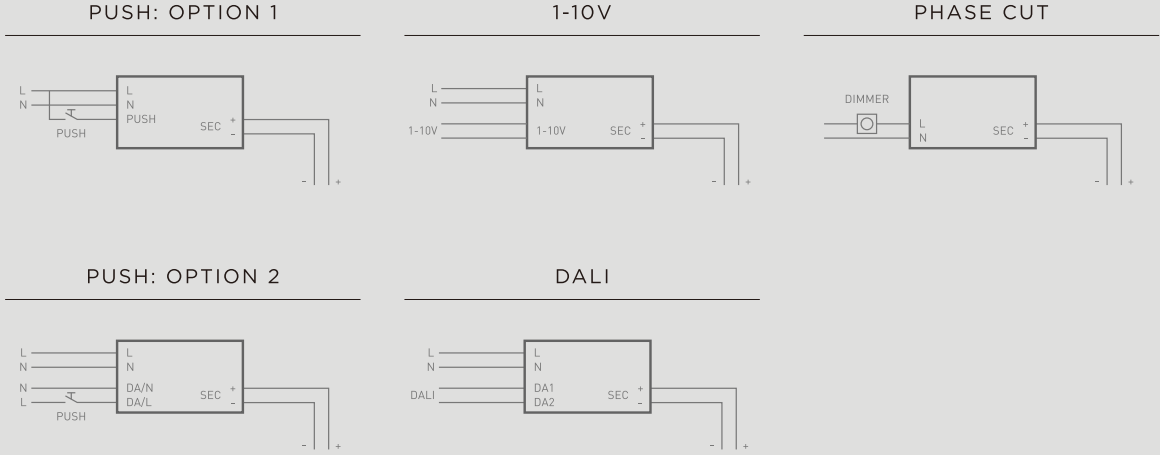 PUSH: OPTION 1
L
N
L
N
PUSH
PUSH
SEC
+
-
-
+
1-10V
L
N
1-10V
L
N
1-10V
SEC
+
-
-
+
PHASE CUT
DIMMER
L
N
SEC
+
-
-
+
PUSH: OPTION 2
L
N
N
L
PUSH
L
N
DA/N
DA/L
SEC
+
-
-
+
DALI
L
N
DALI
L
N
DA1
DA2
SEC
+
-
-
+